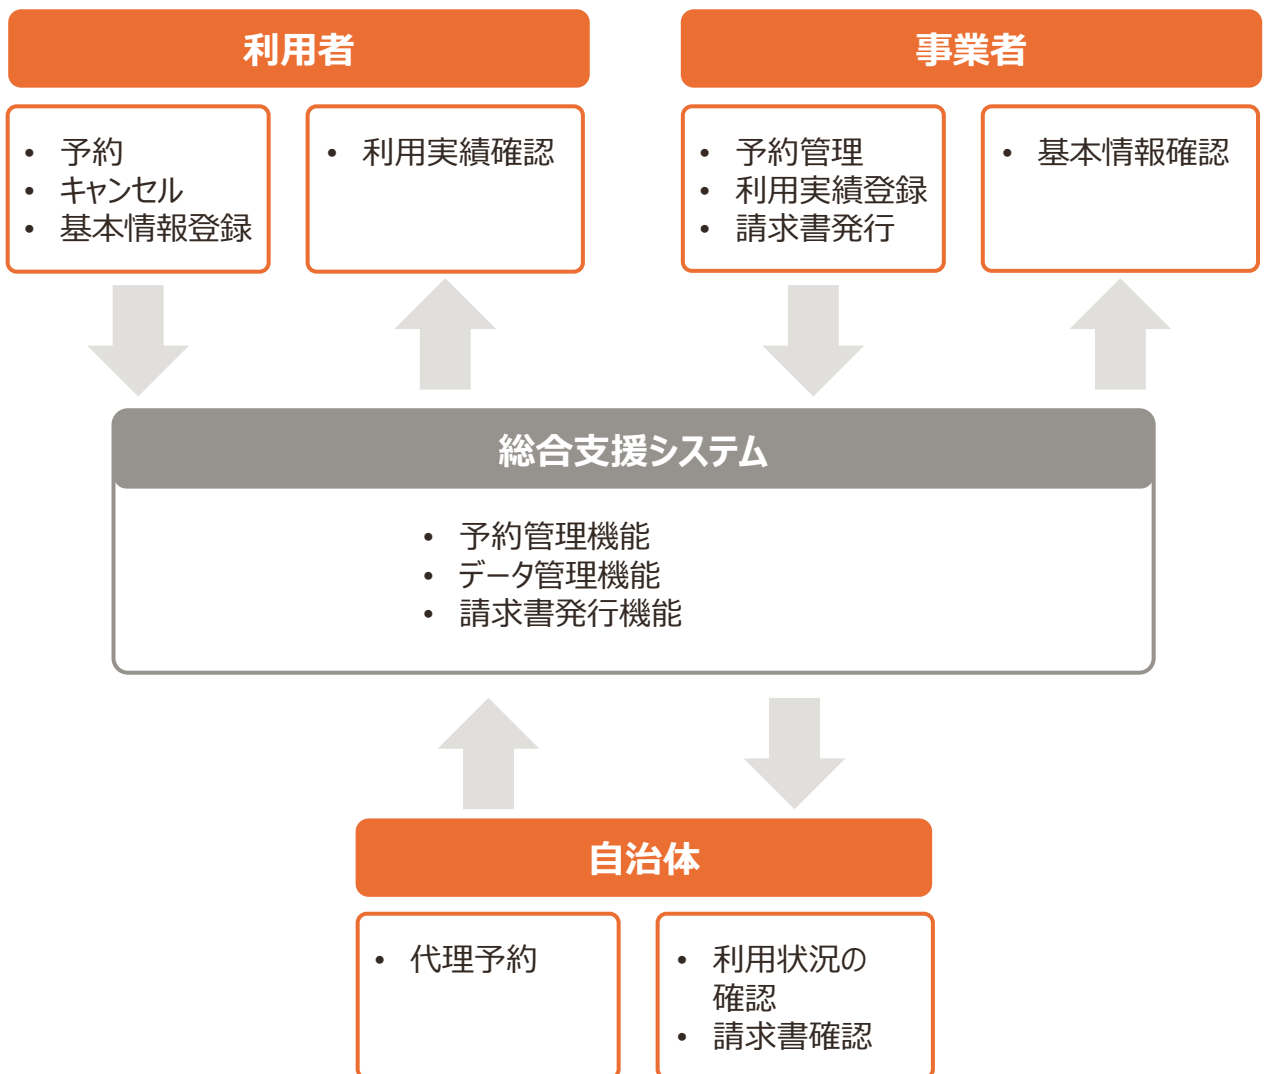 利用者
事業者
• 予約
• キャンセル
• 基本情報登録
• 利用実績確認
• 予約管理
• 利用実績登録
• 請求書発行
• 基本情報確認
総合支援システム
• 予約管理機能
• データ管理機能
• 請求書発行機能
自治体
• 代理予約
• 利用状況の
確認
• 請求書確認